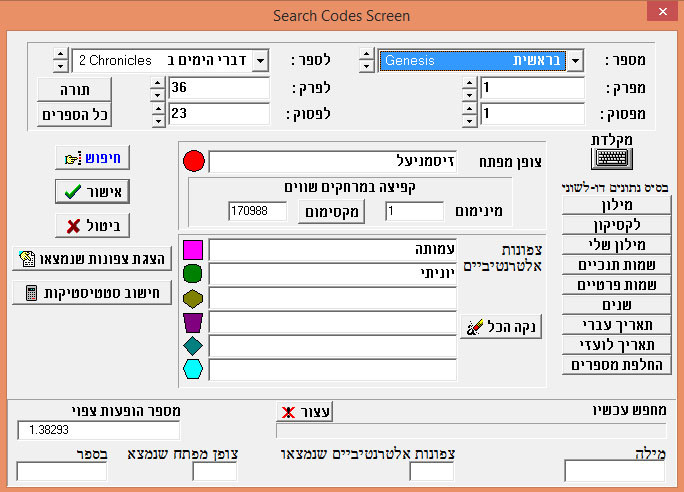 Search Codes Screen
מספר : בראשית Genesis לספר : דברי הימים ב 2 Chronicles
מפרק : 1 לפרק : 36 תורה
מפסוק : 1 לפסוק : 23 כל הספרים
מקלדת
חיפוש
אישור
ביטול
הצגת צפונות שנמצאו
חישוב סטטיסטיקות
צופן מפתח זיסמניעל
קפיצה במרחקים שווים
מינימום 1 מקסימום 170988
צפונות אלטרנטיביים
עמותה
יוניתי
נקה הכל
בסיס נתונים דו-לשוני
מילון
לקסיקון
מילון שלי
שמות תנכיים
שמות פרטיים
שנים
תאריך עברי
תאריך לועזי
החלפת מספרים
מחפש עכשיו עצור מספר הופעות צפוי
1.38293
מילה צפונות אלטרנטיביים שנמצאו צופן מפתח שנמצא בספר